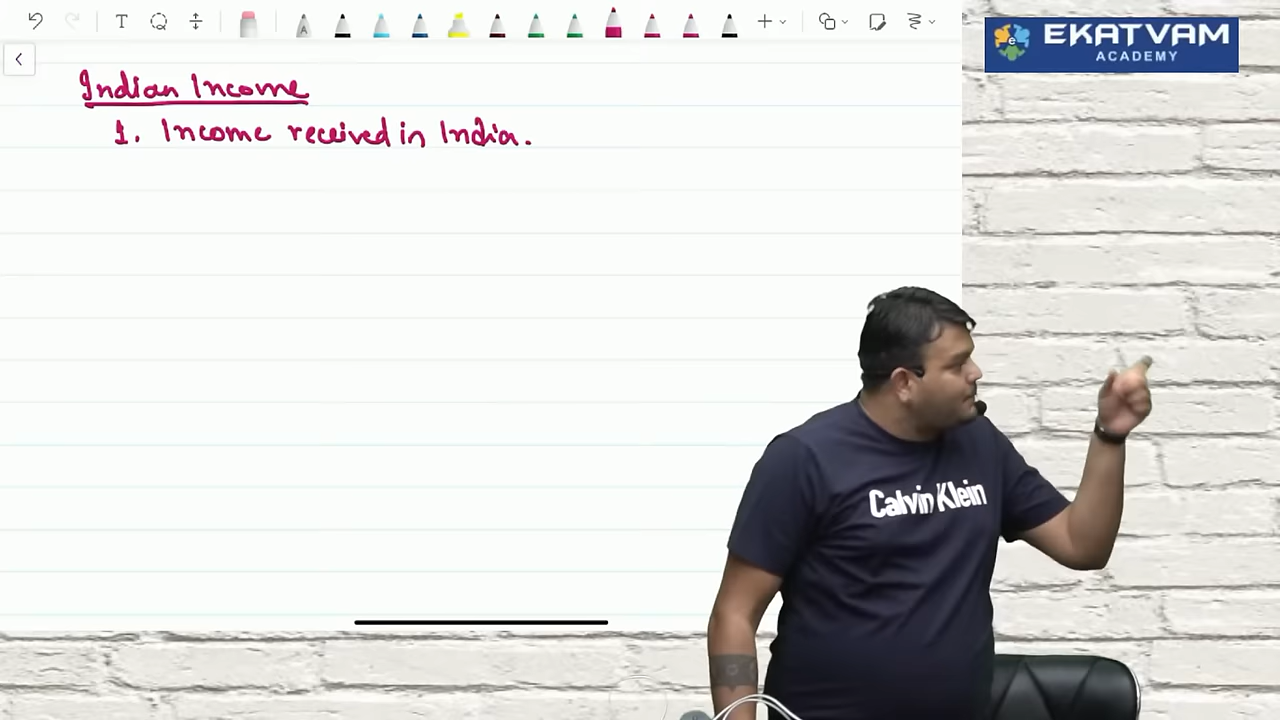 EKATVAM
ACADEMY
Indian Income
1. Income received in India.
Calvin Klein